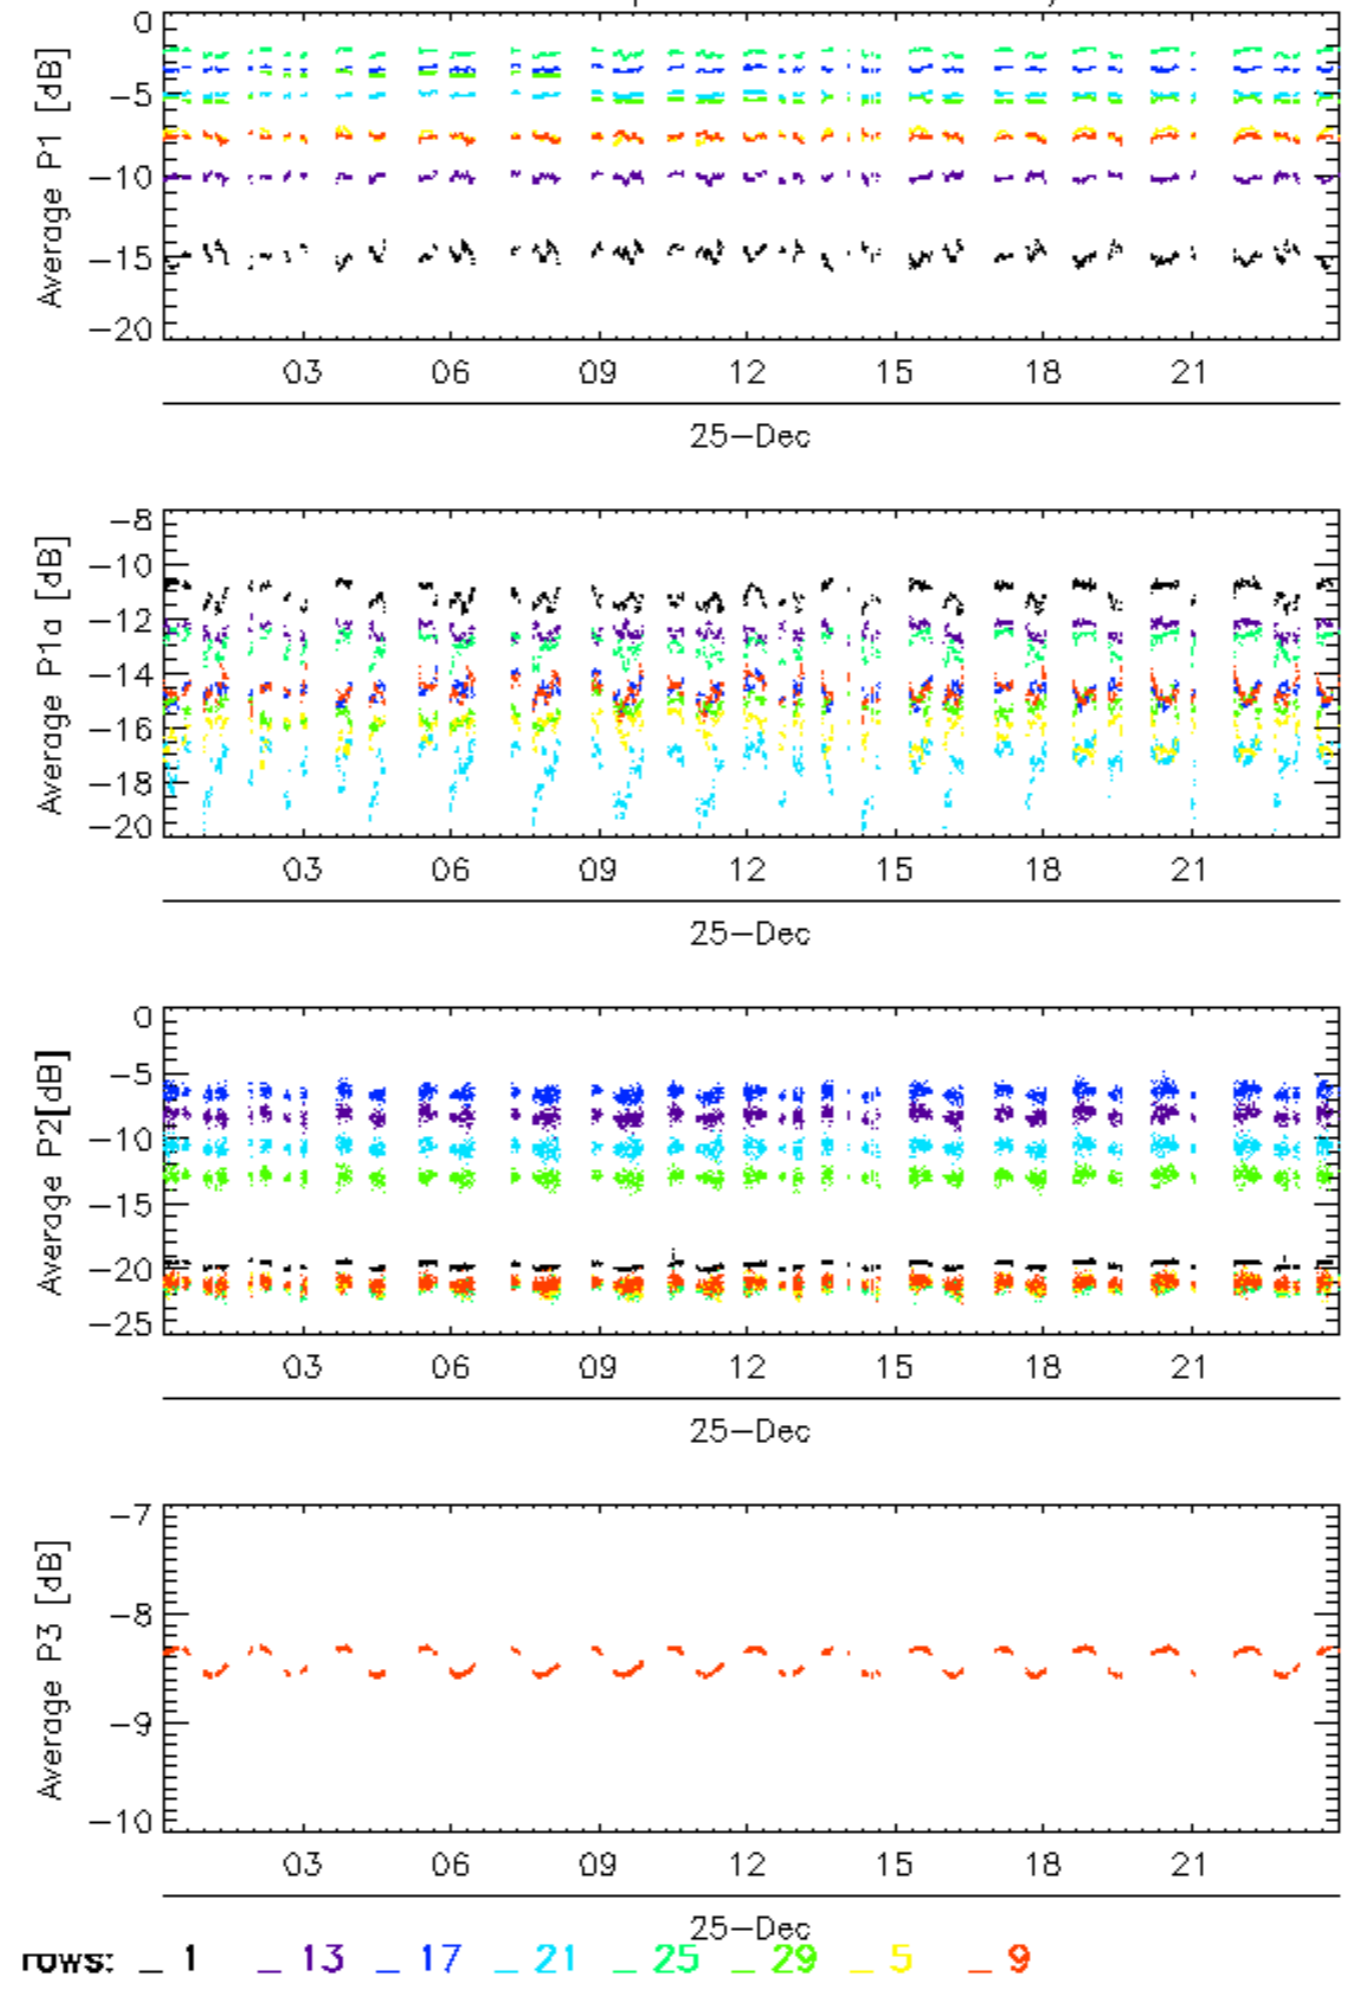 0
−5
−10
−15
−20
Average P1 [dB]
03 06 09 12 15 18 21
25−Dec
−8
−10
−12
−14
−16
−18
−20
Average P1a [dB]
03 06 09 12 15 18 21
25−Dec
0
−5
−10
−15
−20
−25
Average P2[dB]
03 06 09 12 15 18 21
25−Dec
−7
−8
−9
−10
Average P3 [dB]
03 06 09 12 15 18 21
25−Dec
rows: _ 1 _ 13 _ 17 _ 21 _ 25 _ 29 _ 5 _ 9